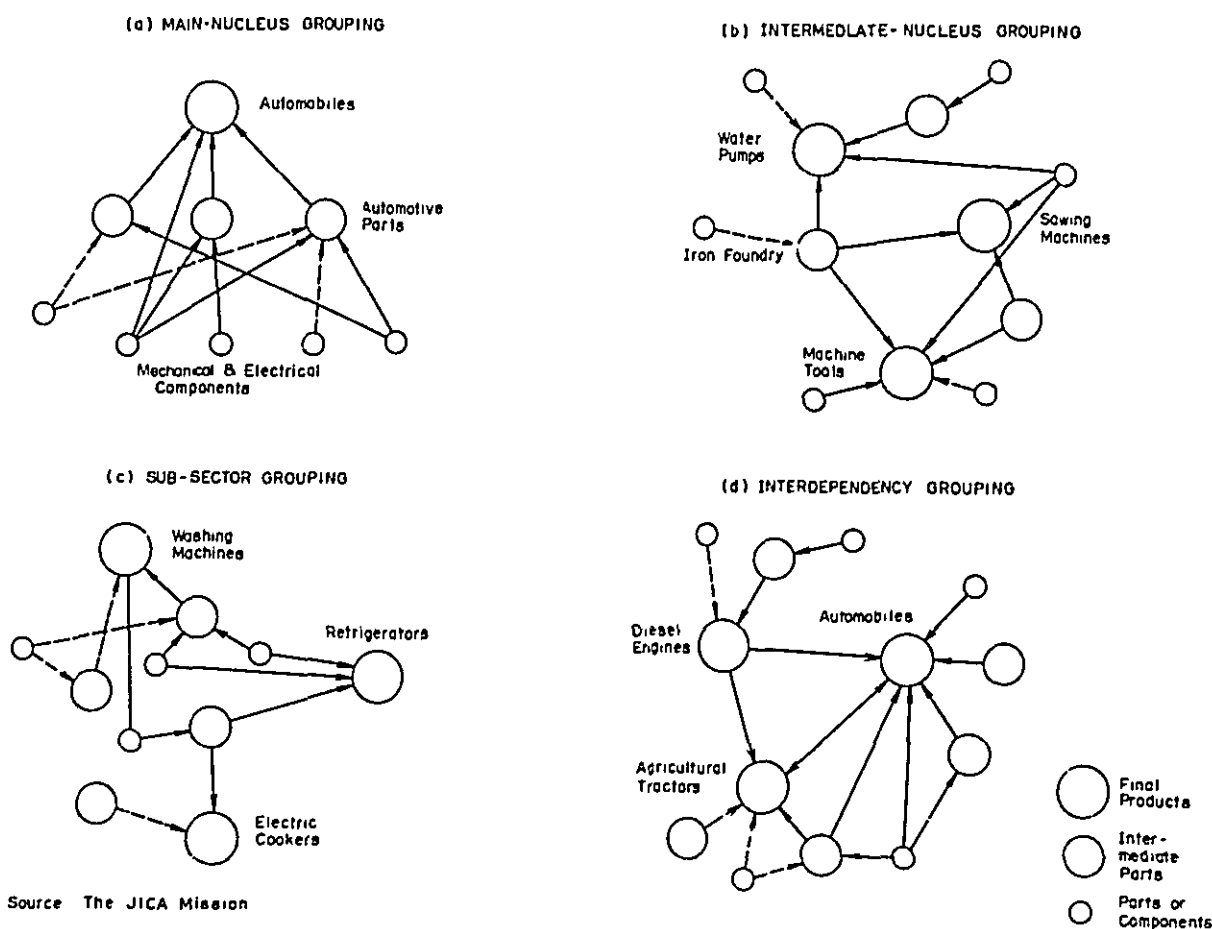 (a) MAIN-NUCLEUS GROUPING
Automobiles
Automotive
Parts
Mechanical & Electrical
Components
(b) INTERMEDLATE-NUCLEUS GROUPING
Water
Pumps
Sawing
Machines
Iron Foundry
Machine
Tools
(c) SUB-SECTOR GROUPING
Washing
Machines
Refrigerators
Electric
Cookers
(d) INTERDEPENDENCY GROUPING
Automobiles
Diesel
Engines
Agricultural
Tractors
Final
Products
Inter-
mediate
Parts
Parts or
Components
Source The JICA Mission